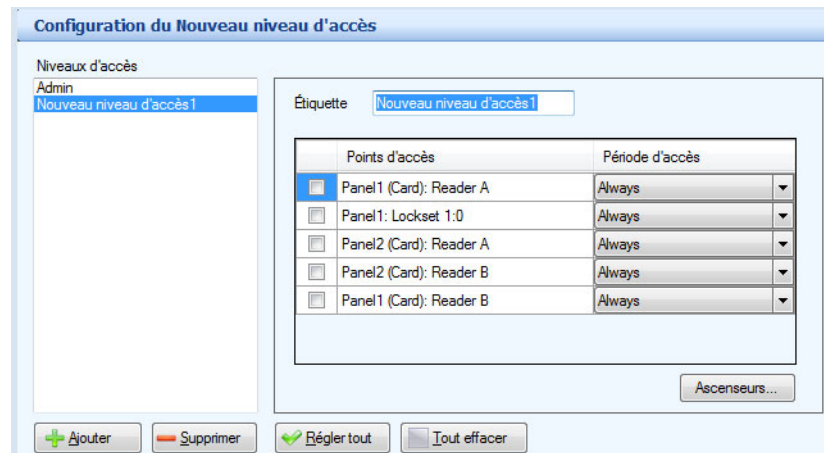 Configuration du Nouveau niveau d'accès
Niveaux d'accès
Admin
Nouveau niveau d'accès1
Étiquette Nouveau niveau d'accès1
Points d'accès Période d'accès
Panel1 (Card): Reader A Always
Panel1: Lockset 1:0 Always
Panel2 (Card): Reader A Always
Panel2 (Card): Reader B Always
Panel1 (Card): Reader B Always
Ascenseurs...
Ajouter Supprimer Régler tout Tout effacer